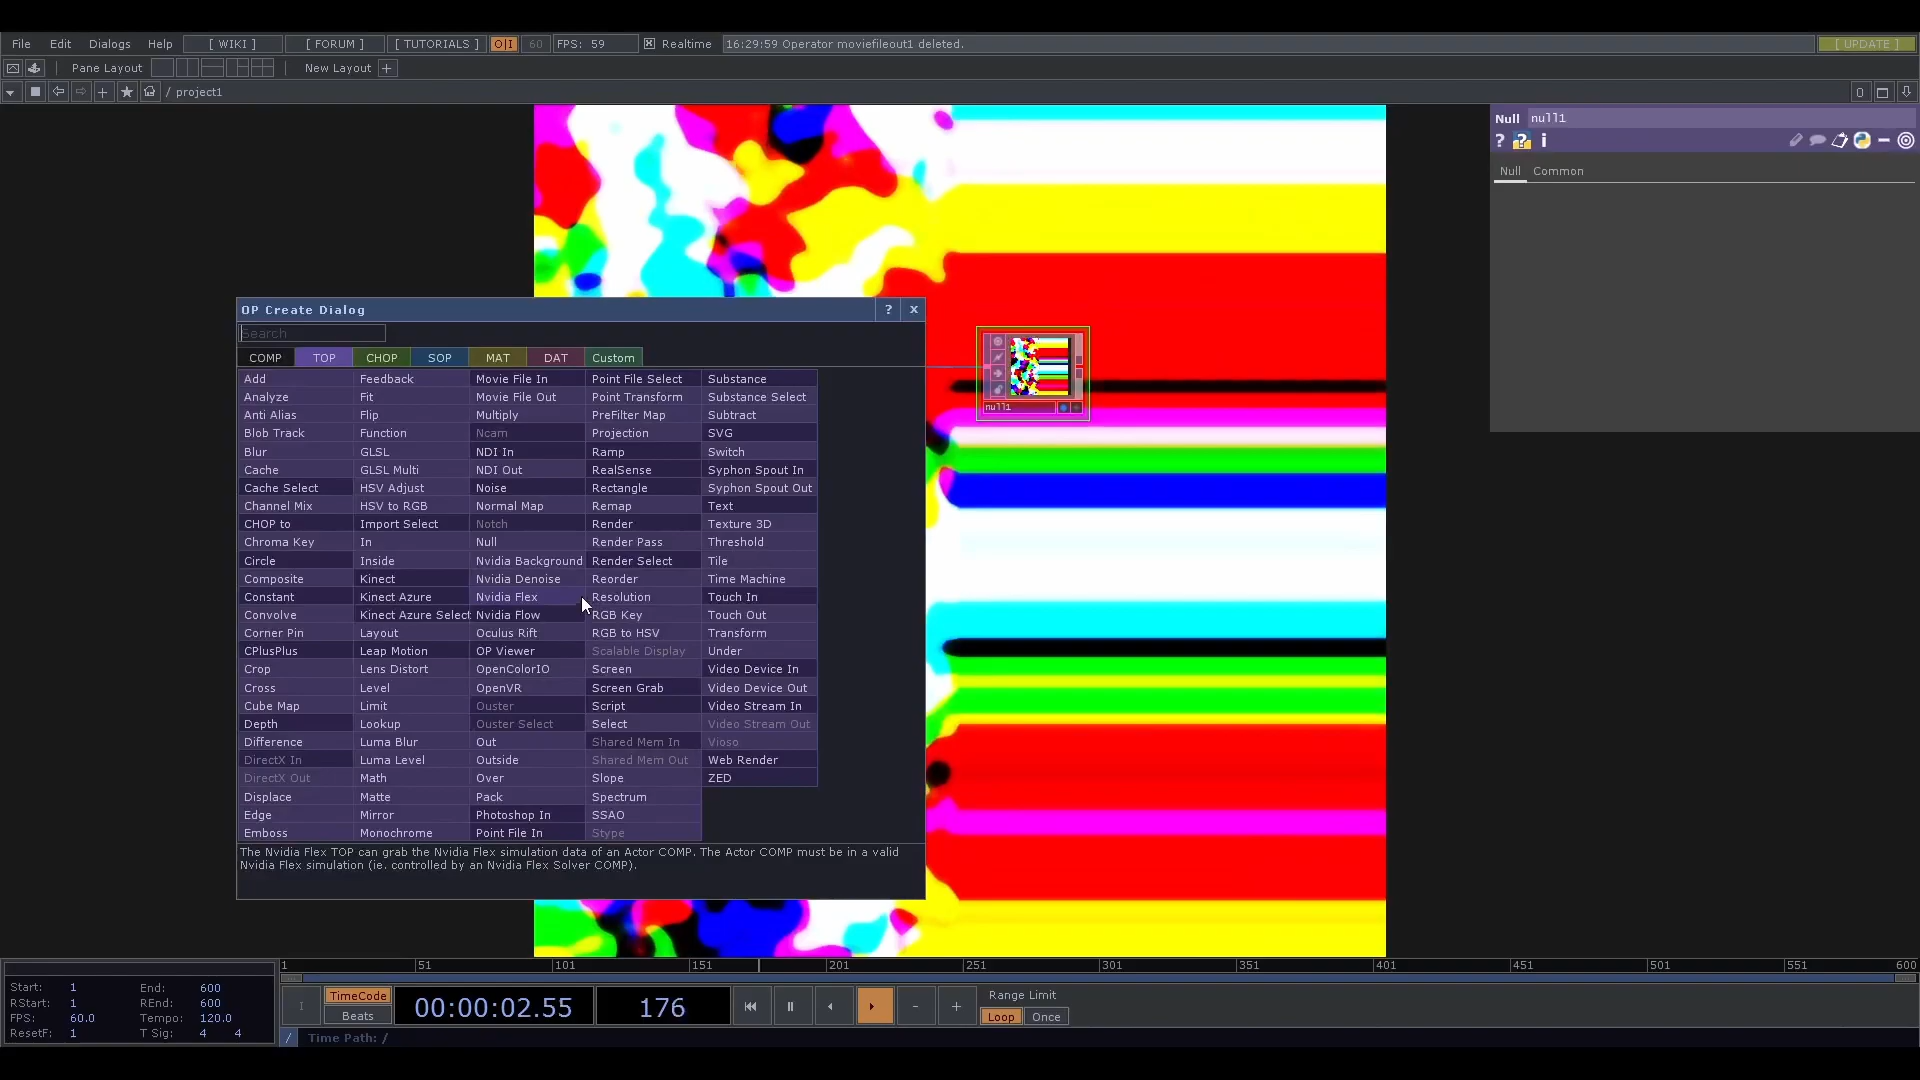 File Edit Dialogs Help [ WIKI ] [ FORUM ] [ TUTORIALS ] O|I 60 FPS: 59 Realtime 16:29:59 Operator moviefileout1 deleted. [ UPDATE ]
Pane Layout New Layout +
/ project1 0
Null null1
? ? i
Null Common
OP Create Dialog ? x
Search
COMP TOP CHOP SOP MAT DAT Custom
Add Feedback Movie File In Point File Select Substance
Analyze Fit Movie File Out Point Transform Substance Select
Anti Alias Flip Multiply PreFilter Map Subtract
Blob Track Function Ncam Projection SVG
Blur GLSL NDI In Ramp Switch
Cache GLSL Multi NDI Out RealSense Syphon Spout In
Cache Select HSV Adjust Noise Rectangle Syphon Spout Out
Channel Mix HSV to RGB Normal Map Remap Text
CHOP to Import Select Notch Render Texture 3D
Chroma Key In Null Render Pass Threshold
Circle Inside Nvidia Background Render Select Tile
Composite Kinect Nvidia Denoise Reorder Time Machine
Constant Kinect Azure Nvidia Flex Resolution Touch In
Convolve Kinect Azure Select Nvidia Flow RGB Key Touch Out
Corner Pin Layout Oculus Rift RGB to HSV Transform
CPlusPlus Leap Motion OP Viewer Scalable Display Under
Crop Lens Distort OpenColorIO Screen Video Device In
Cross Level OpenVR Screen Grab Video Device Out
Cube Map Limit Ouster Script Video Stream In
Depth Lookup Ouster Select Select Video Stream Out
Difference Luma Blur Out Shared Mem In Vioso
DirectX In Luma Level Outside Shared Mem Out Web Render
DirectX Out Math Over Slope ZED
Displace Matte Pack Spectrum
Edge Mirror Photoshop In SSAO
Emboss Monochrome Point File In Stype
The Nvidia Flex TOP can grab the Nvidia Flex simulation data of an Actor COMP. The Actor COMP must be in a valid
Nvidia Flex simulation (ie. controlled by an Nvidia Flex Solver COMP).
null1
1 51 101 151 201 251 301 351 401 451 501 551 600
Start: 1 End: 600
RStart: 1 REnd: 600
FPS: 60.0 Tempo: 120.0
ResetF: 1 T Sig: 4 4
I TimeCode Beats 00:00:02.55 176 - + Range Limit
Loop Once
/ Time Path: /